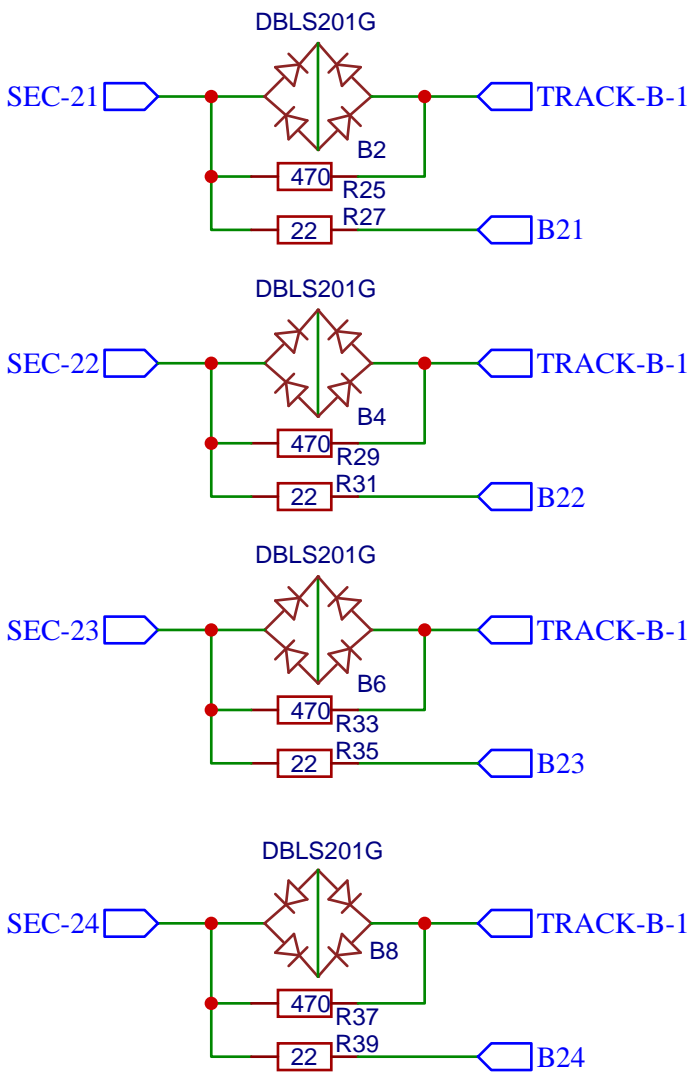 DBLS201G
SEC-21
TRACK-B-1
B2
470
R25
R27
22
B21
DBLS201G
SEC-22
TRACK-B-1
B4
470
R29
R31
22
B22
DBLS201G
SEC-23
TRACK-B-1
B6
470
R33
R35
22
B23
DBLS201G
SEC-24
TRACK-B-1
B8
470
R37
R39
22
B24